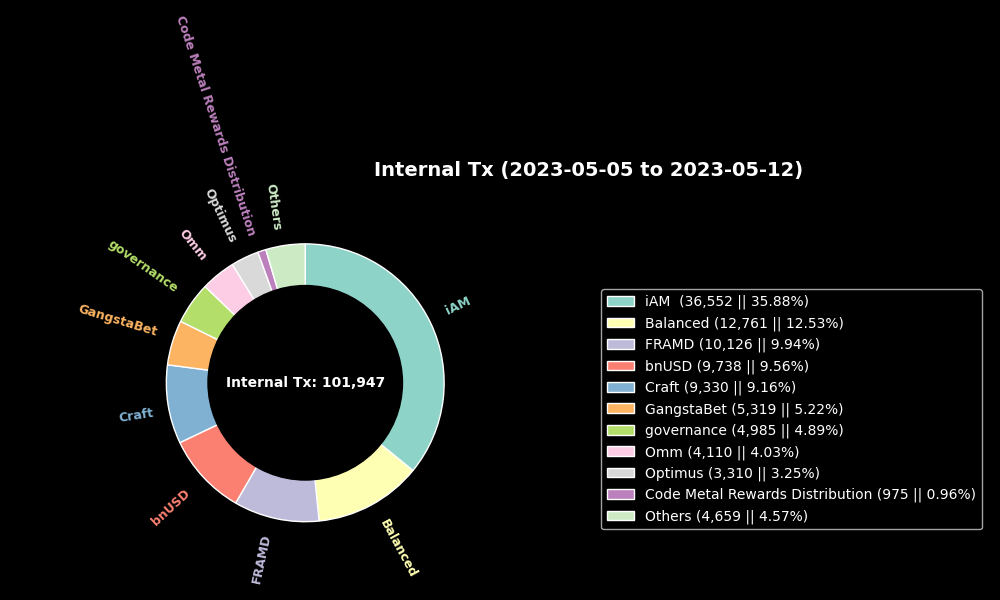 Code Metal Rewards Distribution
Internal Tx (2023-05-05 to 2023-05-12)
Others
Optimus
Omm
governance
GangstaBet
iAM
Craft
Internal Tx: 101,947
bnUSD
FRAMD
Balanced
iAM  (36,552 || 35.88%)
Balanced (12,761 || 12.53%)
FRAMD (10,126 || 9.94%)
bnUSD (9,738 || 9.56%)
Craft (9,330 || 9.16%)
GangstaBet (5,319 || 5.22%)
governance (4,985 || 4.89%)
Omm (4,110 || 4.03%)
Optimus (3,310 || 3.25%)
Code Metal Rewards Distribution (975 || 0.96%)
Others (4,659 || 4.57%)